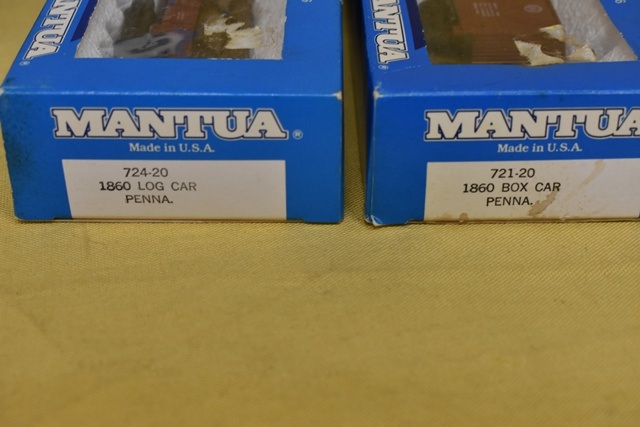 MANTUA
MANTUA
MANTUA®
Made in U.S.A.
724-20
1860 LOG CAR
PENNA.
MANTUA
Made in U.S.A.
721-20
1860 BOX CAR
PENNA.